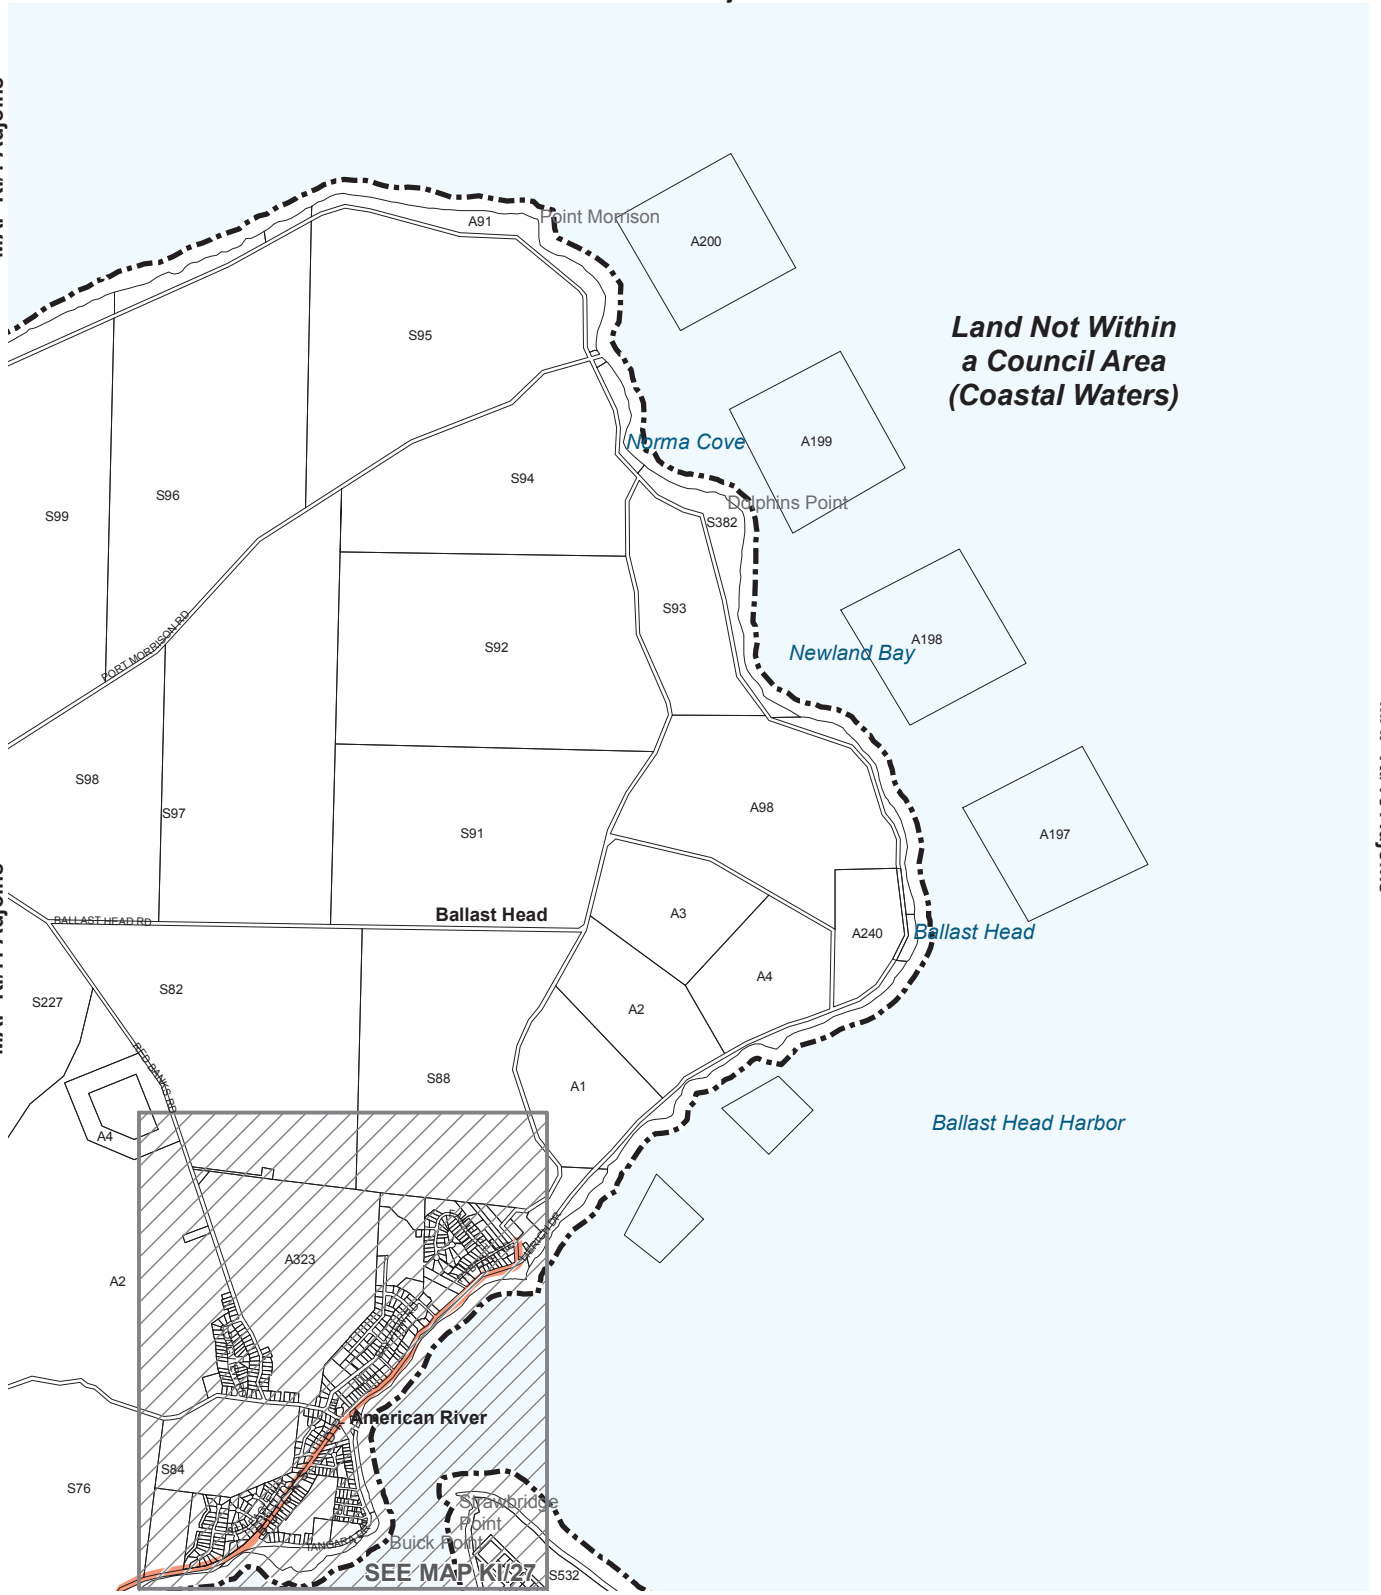 Point Morrison
A91
A200
Land Not Within
a Council Area
(Coastal Waters)
S95
A199
Norma Cove
S94
S96
Dolphins Point
S99
S382
S93
A198
PORT MORRISON RD
S92
Newland Bay
S98
A98
S97
S91
A197
BALLAST HEAD RD
Ballast Head
A3
A240
Ballast Head
A4
S82
S227
A2
RED BANKS RD
S88
A1
Ballast Head Harbor
A4
A323
A2
American River
S84
S76
Strawbridge
Point
TANGARA DR
Buick Point
SEE MAP KI/27
S532